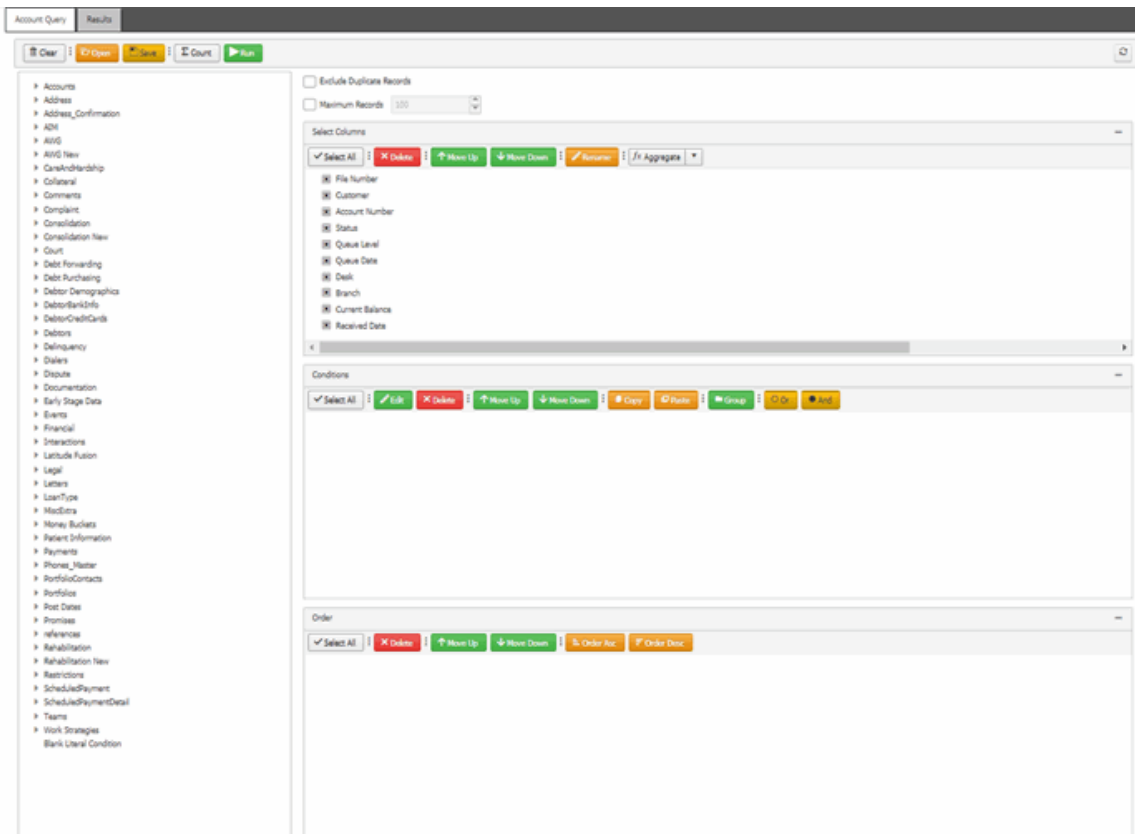 Account Query Results
Clear Open Save Count Run
Accounts
Address
Address_Confirmation
AIM
AWG
AWG New
CareAndHardship
Collateral
Comments
Complaint
Consolidation
Consolidation New
Court
Debt Forwarding
Debt Purchasing
Debtor Demographics
DebtorBankInfo
DebtorCreditCards
Debtors
Delinquency
Dialers
Dispute
Documentation
Early Stage Data
Events
Financial
Interactions
Latitude Fusion
Legal
Letters
LoanType
MiscExtra
Money Buckets
Patient Information
Payments
Phones_Master
PortfolioContacts
Portfolios
Post Dates
Promises
references
Rehabilitation
Rehabilitation New
Restrictions
ScheduledPayment
ScheduledPaymentDetail
Teams
Work Strategies
Blank Literal Condition
Exclude Duplicate Records
Maximum Records 100
Select Columns
Select All Delete Move Up Move Down Rename fx Aggregate
File Number
Customer
Account Number
Status
Queue Level
Queue Date
Desk
Branch
Current Balance
Received Date
Conditions
Select All Edit Delete Move Up Move Down Copy Paste Group Or And
Order
Select All Delete Move Up Move Down Order Asc Order Desc